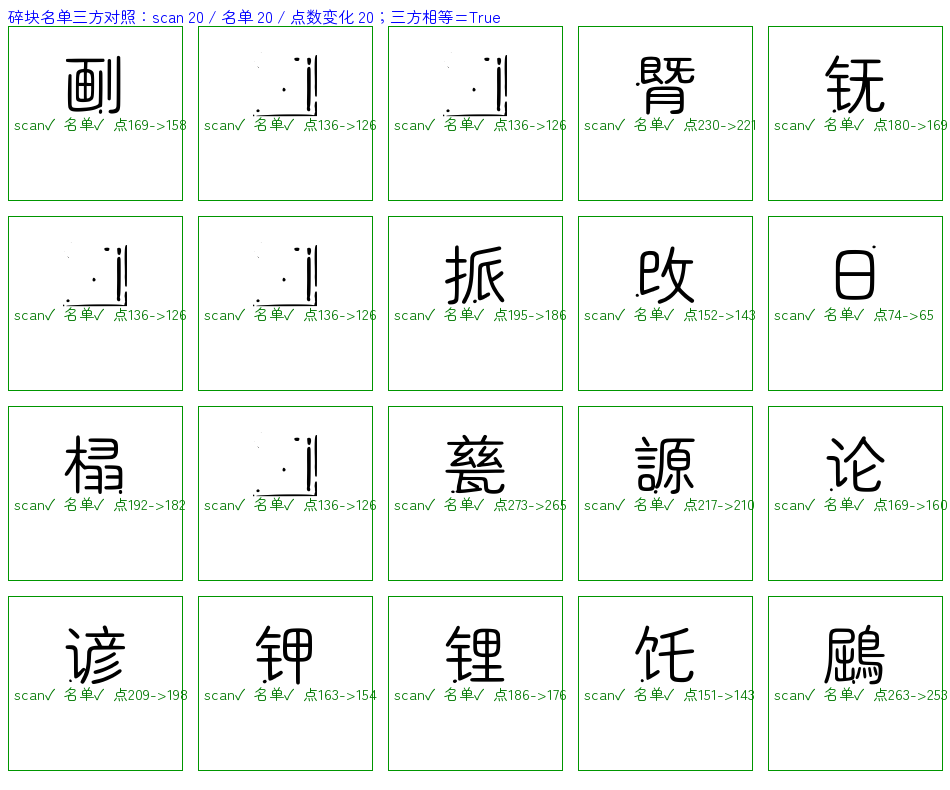 碎块名单三方对照：scan 20 / 名单 20 / 点数变化 20；三方相等＝True
劃
scan✓ 名单✓ 点169->158
scan✓ 名单✓ 点136->126
scan✓ 名单✓ 点136->126
scan✓ 名单✓ 点230->221
scan✓ 名单✓ 点180->169
scan✓ 名单✓ 点136->126
scan✓ 名单✓ 点136->126
scan✓ 名单✓ 点195->186
scan✓ 名单✓ 点152->143
日
scan✓ 名单✓ 点74->65
scan✓ 名单✓ 点192->182
scan✓ 名单✓ 点136->126
scan✓ 名单✓ 点273->265
謜
scan✓ 名单✓ 点217->210
论
scan✓ 名单✓ 点169->160
谚
scan✓ 名单✓ 点209->198
钾
scan✓ 名单✓ 点163->154
锂
scan✓ 名单✓ 点186->176
饦
scan✓ 名单✓ 点151->143
scan✓ 名单✓ 点263->253